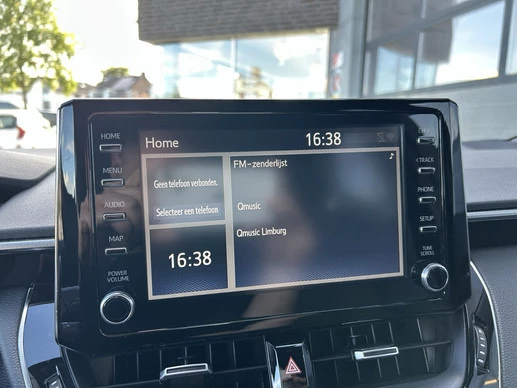 HOME
MENU
AUDIO
MAP
POWER
VOLUME
Home
16:38
Geen telefoon verbonden.
Selecteer een telefoon
16:38
FM-zenderlijst
Qmusic
Qmusic Limburg
TRACK
PHONE
SETUP
TUNE
SCROLL